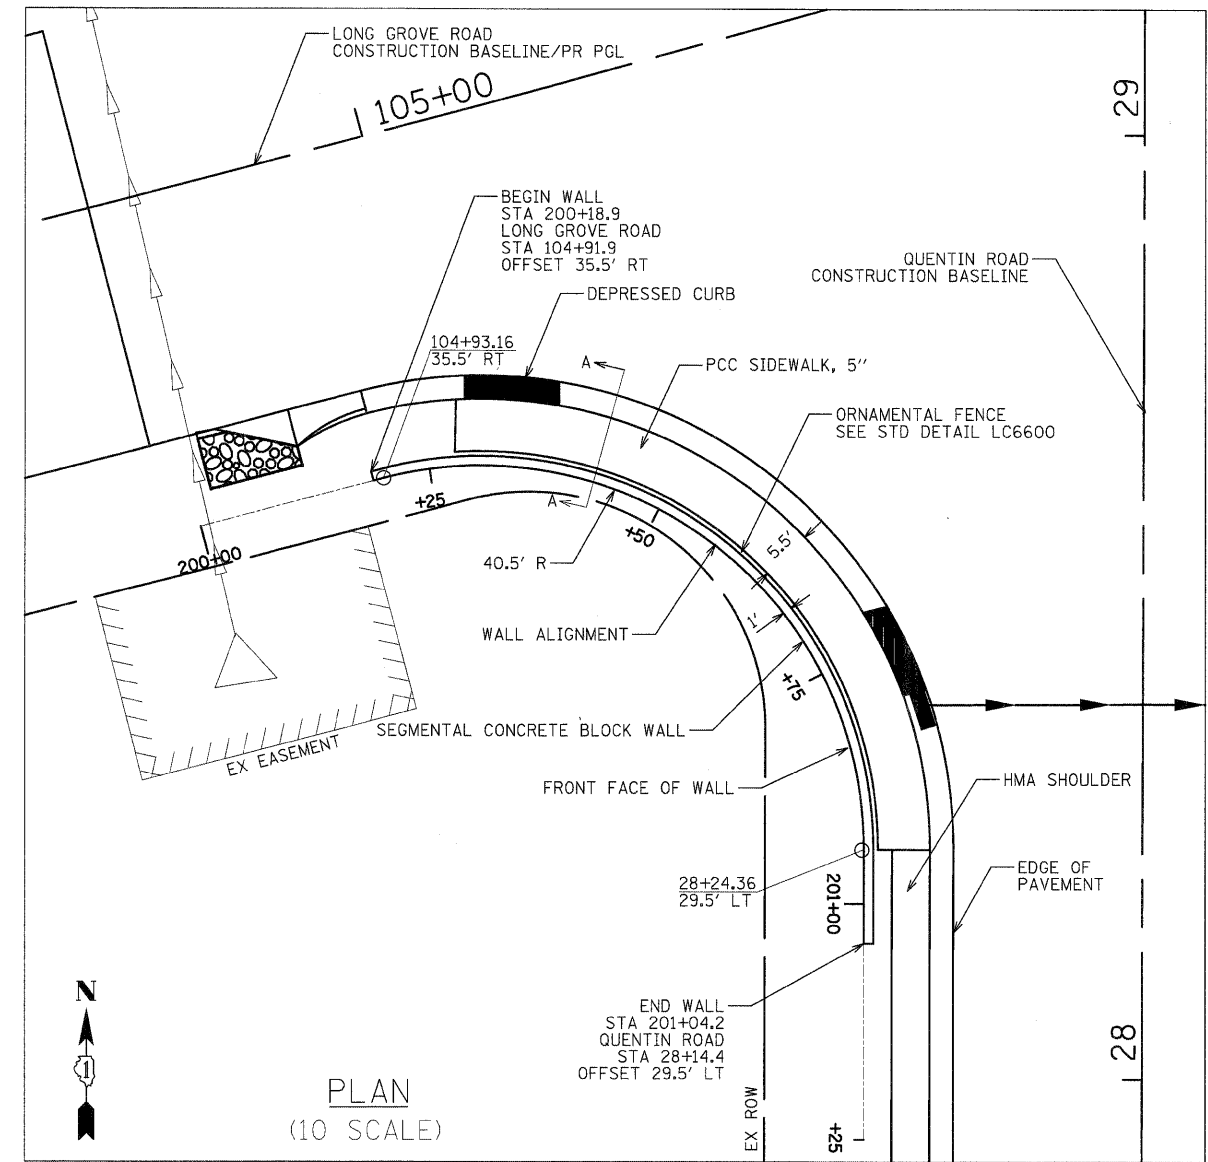 LONG GROVE ROAD
CONSTRUCTION BASELINE/PR PGL
105+00
29
BEGIN WALL
STA 200+18.9
LONG GROVE ROAD
STA 104+91.9
OFFSET 35.5' RT
QUENTIN ROAD
CONSTRUCTION BASELINE
DEPRESSED CURB
104+93.16
35.5' RT
A
PCC SIDEWALK, 5"
ORNAMENTAL FENCE
SEE STD DETAIL LC6600
+25
A
+50
5.5'
200+00
40.5' R
1'
WALL ALIGNMENT
+75
SEGMENTAL CONCRETE BLOCK WALL
EX EASEMENT
FRONT FACE OF WALL
HMA SHOULDER
28+24.36
29.5' LT
201+00
EDGE OF
PAVEMENT
N
1
END WALL
STA 201+04.2
QUENTIN ROAD
STA 28+14.4
OFFSET 29.5' LT
28
PLAN
(10 SCALE)
EX ROW
+25